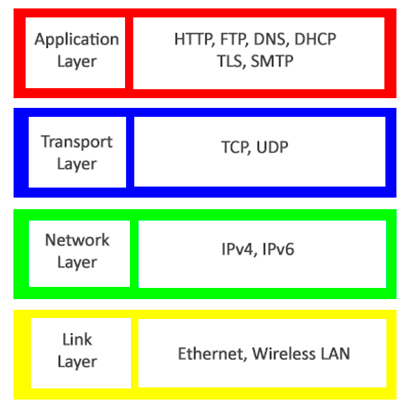 Application
Layer
HTTP, FTP, DNS, DHCP
TLS, SMTP
Transport
Layer
TCP, UDP
Network
Layer
IPv4, IPv6
Link
Layer
Ethernet, Wireless LAN